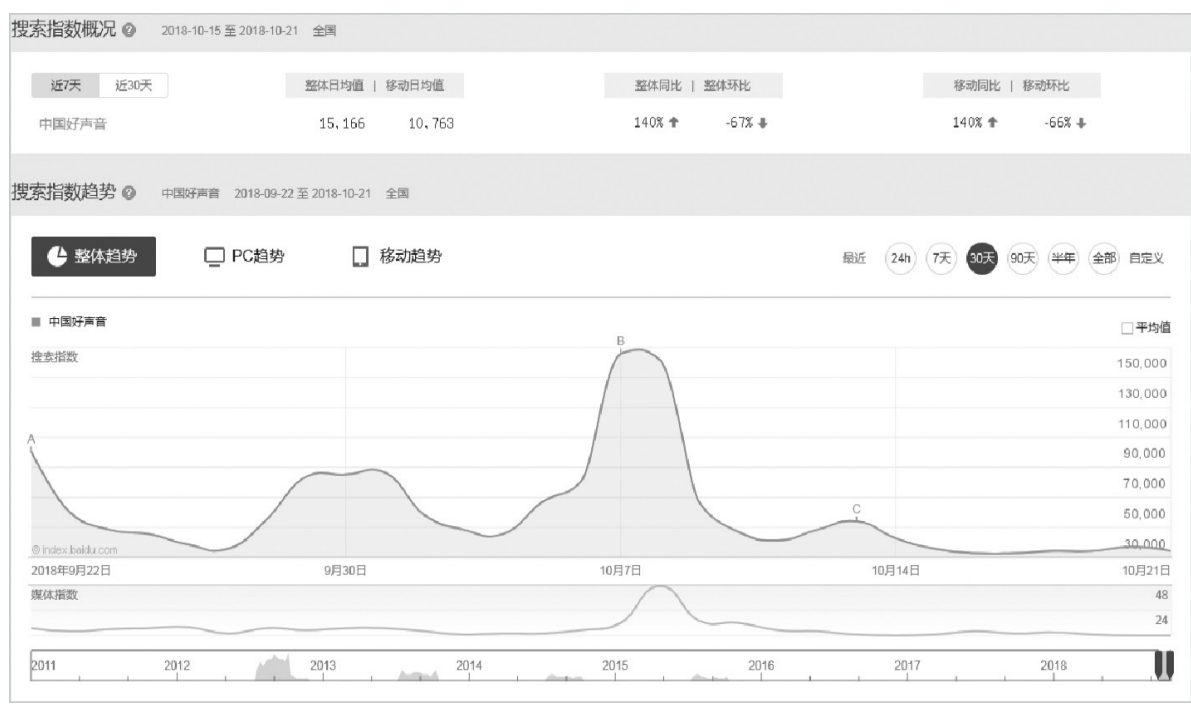 搜索指数概况 ? 2018-10-15 至 2018-10-21 全国
近7天 近30天 整体日均值 | 移动日均值 整体同比 | 整体环比 移动同比 | 移动环比
中国好声音 15,166 10,763 140% ↑ -67% ↓ 140% ↑ -66% ↓
搜索指数趋势 ? 中国好声音 2018-09-22 至 2018-10-21 全国
整体趋势 PC趋势 移动趋势 最近 24h 7天 30天 90天 半年 全部 自定义
中国好声音
平均值
B
搜索指数
150,000
130,000
110,000
A
90,000
70,000
C
50,000
30,000
© index.baidu.com
2018年9月22日 9月30日 10月7日 10月14日 10月21日
媒体指数
48
24
2011 2012 2013 2014 2015 2016 2017 2018